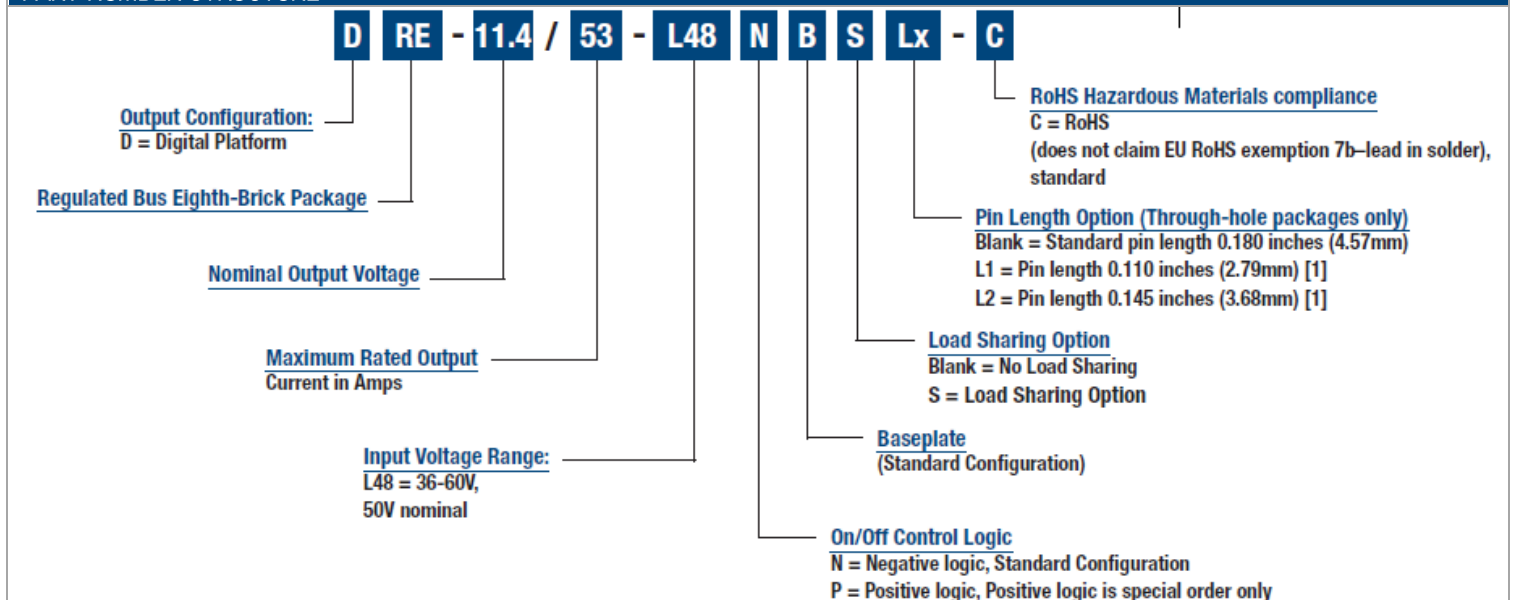 PART NUMBER STRUCTURE
D RE - 11.4 / 53 - L48 N B S Lx - C
Output Configuration:
D = Digital Platform
Regulated Bus Eighth-Brick Package
Nominal Output Voltage
Maximum Rated Output
Current in Amps
Input Voltage Range:
L48 = 36-60V,
50V nominal
RoHS Hazardous Materials compliance
C = RoHS
(does not claim EU RoHS exemption 7b–lead in solder),
standard
Pin Length Option (Through-hole packages only)
Blank = Standard pin length 0.180 inches (4.57mm)
L1 = Pin length 0.110 inches (2.79mm) [1]
L2 = Pin length 0.145 inches (3.68mm) [1]
Load Sharing Option
Blank = No Load Sharing
S = Load Sharing Option
Baseplate
(Standard Configuration)
On/Off Control Logic
N = Negative logic, Standard Configuration
P = Positive logic, Positive logic is special order only